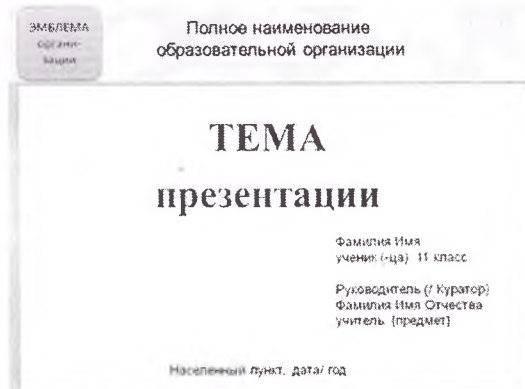 ЭМБЛЕМА
органи-
зации
Полное наименование
образовательной организации
ТЕМА
презентации
Фамилия Имя
ученик (-ца) 11 класс
Руководитель (/ Куратор)
Фамилия Имя Отчества
учитель {предмет}
Населенный пункт, дата/ год